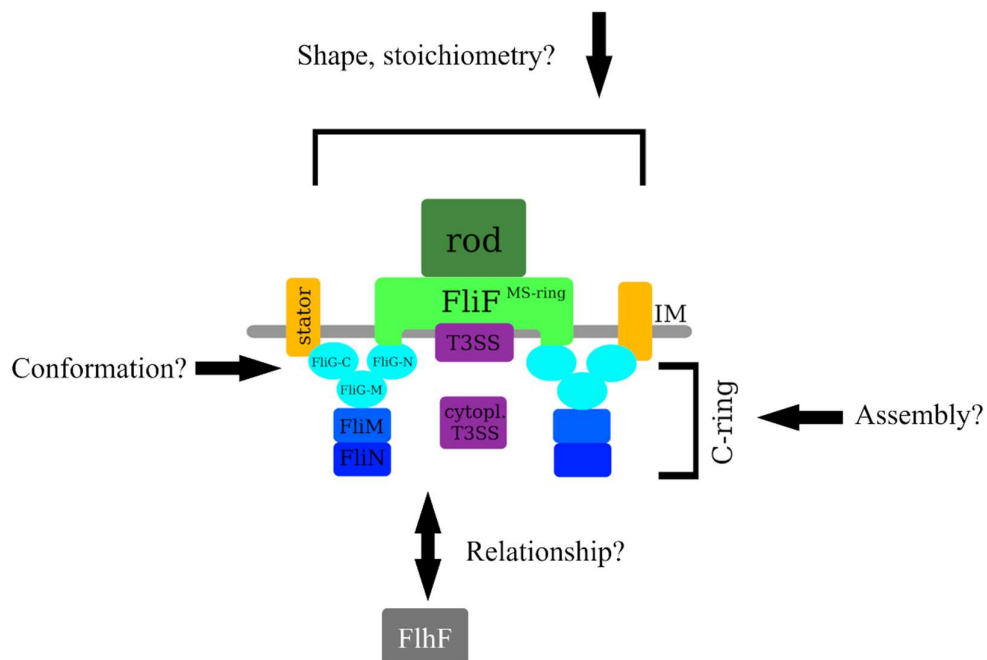 Shape, stoichiometry?
rod
FliF MS-ring
stator
IM
T3SS
Conformation?
FliG-C
FliG-N
FliG-M
cytopl.
T3SS
FliM
FliN
C-ring
Assembly?
Relationship?
FlhF